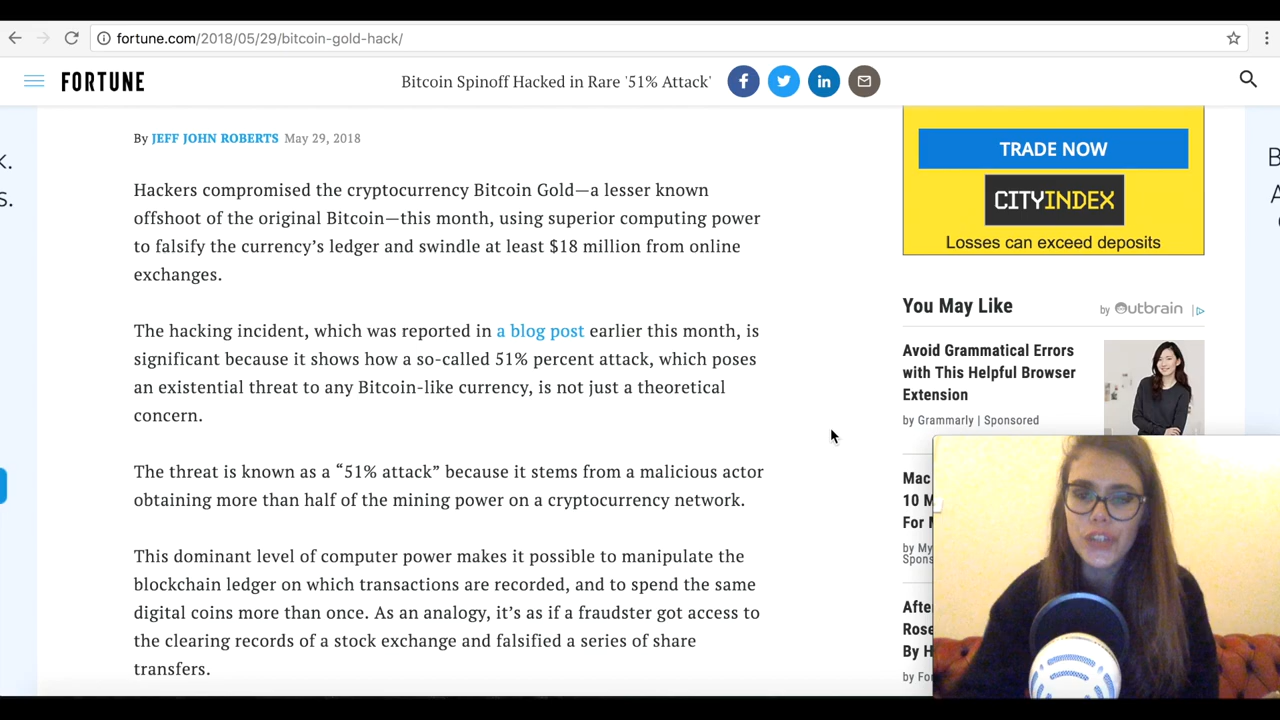 fortune.com/2018/05/29/bitcoin-gold-hack/
FORTUNE
Bitcoin Spinoff Hacked in Rare '51% Attack'
By JEFF JOHN ROBERTS May 29, 2018
Hackers compromised the cryptocurrency Bitcoin Gold—a lesser known
offshoot of the original Bitcoin—this month, using superior computing power
to falsify the currency's ledger and swindle at least $18 million from online
exchanges.
The hacking incident, which was reported in a blog post earlier this month, is
significant because it shows how a so-called 51% percent attack, which poses
an existential threat to any Bitcoin-like currency, is not just a theoretical
concern.
The threat is known as a “51% attack” because it stems from a malicious actor
obtaining more than half of the mining power on a cryptocurrency network.
This dominant level of computer power makes it possible to manipulate the
blockchain ledger on which transactions are recorded, and to spend the same
digital coins more than once. As an analogy, it's as if a fraudster got access to
the clearing records of a stock exchange and falsified a series of share
transfers.
k.
s.
TRADE NOW
CITYINDEX
Losses can exceed deposits
You May Like
by Outbrain
Avoid Grammatical Errors
with This Helpful Browser
Extension
by Grammarly | Sponsored
Mac
10 M
For
by My
Spons
Afte
Rose
By H
by For
B
A